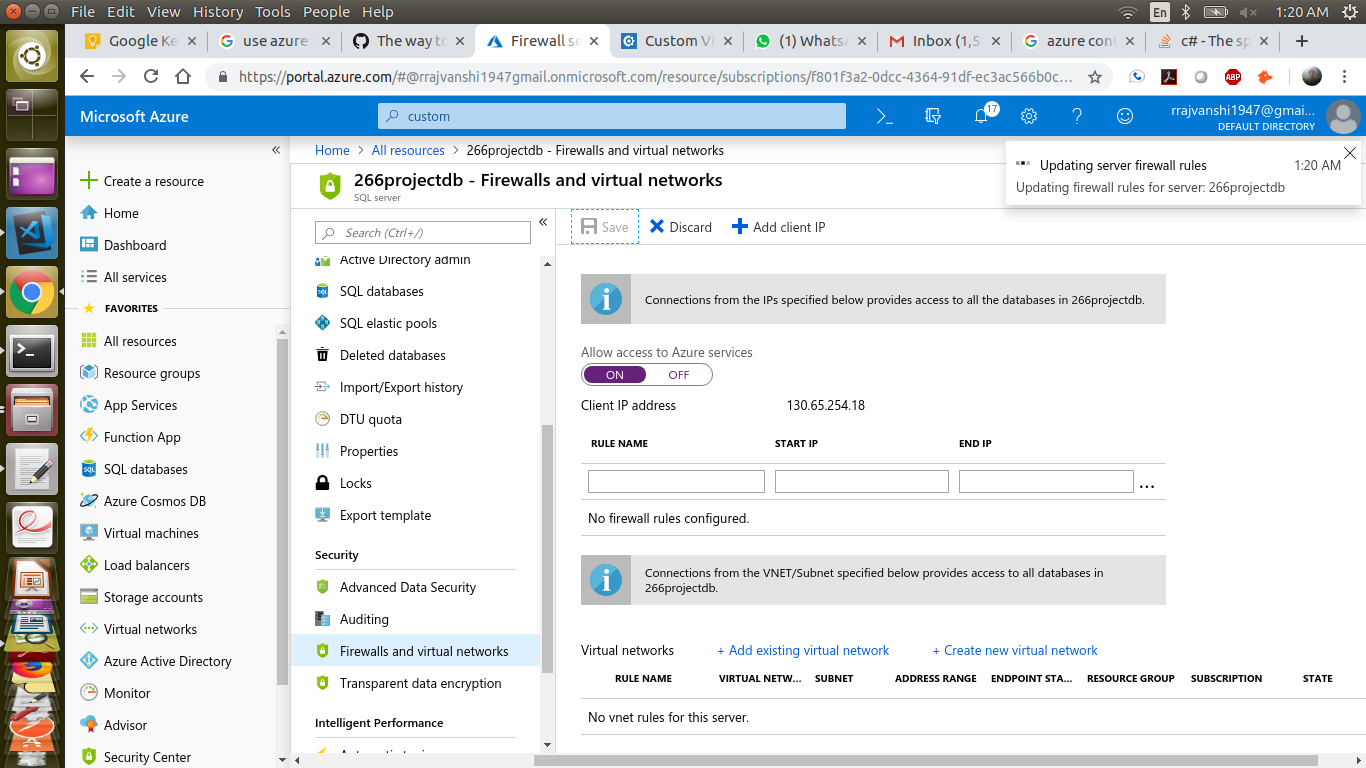 File Edit View History Tools People Help
En
1:20 AM
Google Ke
use azure
The way to
Firewall se
Custom Vi
(1) Whats
Inbox (1,5
azure con
c# - The sp
https://portal.azure.com/#@rrajvanshi1947gmail.onmicrosoft.com/resource/subscriptions/f801f3a2-0dcc-4364-91df-ec3ac566b0c...
ABP
Microsoft Azure
custom
17
rrajvanshi1947@gmai...
DEFAULT DIRECTORY
Create a resource
Home
Dashboard
All services
FAVORITES
All resources
Resource groups
App Services
Function App
SQL databases
Azure Cosmos DB
Virtual machines
Load balancers
Storage accounts
Virtual networks
Azure Active Directory
Monitor
Advisor
Security Center
Home > All resources > 266projectdb - Firewalls and virtual networks
266projectdb - Firewalls and virtual networks
SQL server
Updating server firewall rules 1:20 AM
Updating firewall rules for server: 266projectdb
Search (Ctrl+/)
Active Directory admin
SQL databases
SQL elastic pools
Deleted databases
Import/Export history
DTU quota
Properties
Locks
Export template
Security
Advanced Data Security
Auditing
Firewalls and virtual networks
Transparent data encryption
Intelligent Performance
Save Discard Add client IP
Connections from the IPs specified below provides access to all the databases in 266projectdb.
Allow access to Azure services
ON OFF
Client IP address 130.65.254.18
RULE NAME START IP END IP
...
No firewall rules configured.
Connections from the VNET/Subnet specified below provides access to all databases in
266projectdb.
Virtual networks + Add existing virtual network + Create new virtual network
RULE NAME VIRTUAL NETW... SUBNET ADDRESS RANGE ENDPOINT STA... RESOURCE GROUP SUBSCRIPTION STATE
No vnet rules for this server.